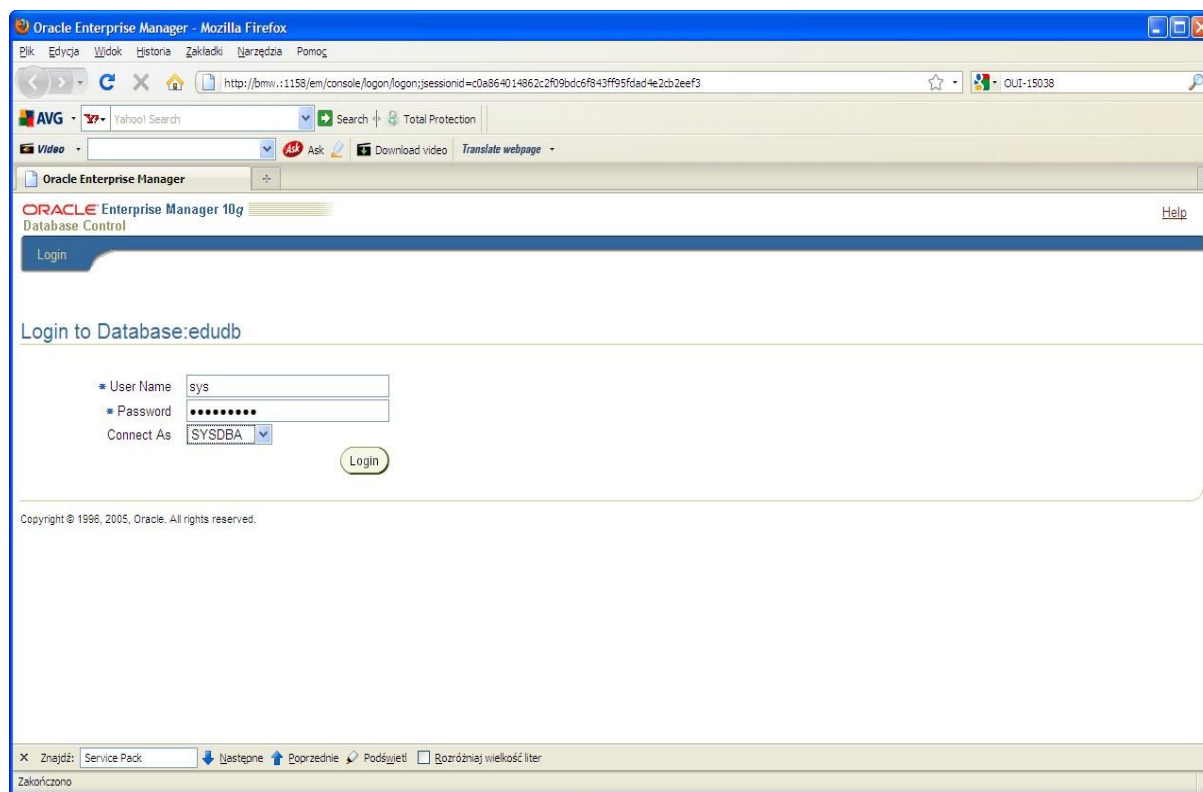 Oracle Enterprise Manager - Mozilla Firefox
Plik Edycja Widok Historia Zakładki Narzędzia Pomoc
http://bmw.:1158/em/console/logon/logon;jsessionid=c0a864014862c2f09bdc6f843ff95fdad4e2cb2eef3 OUI-15038
AVG Yahoo! Search Search Total Protection
Video Ask Ask Download video Translate webpage
Oracle Enterprise Manager
ORACLE Enterprise Manager 10g
Database Control
Help
Login
Login to Database:edudb
* User Name sys
* Password •••••••••
Connect As SYSDBA
Login
Copyright © 1996, 2005, Oracle. All rights reserved.
x Znajdź: Service Pack Następne Poprzednie Podświetl Rozróżniaj wielkość liter
Zakończono